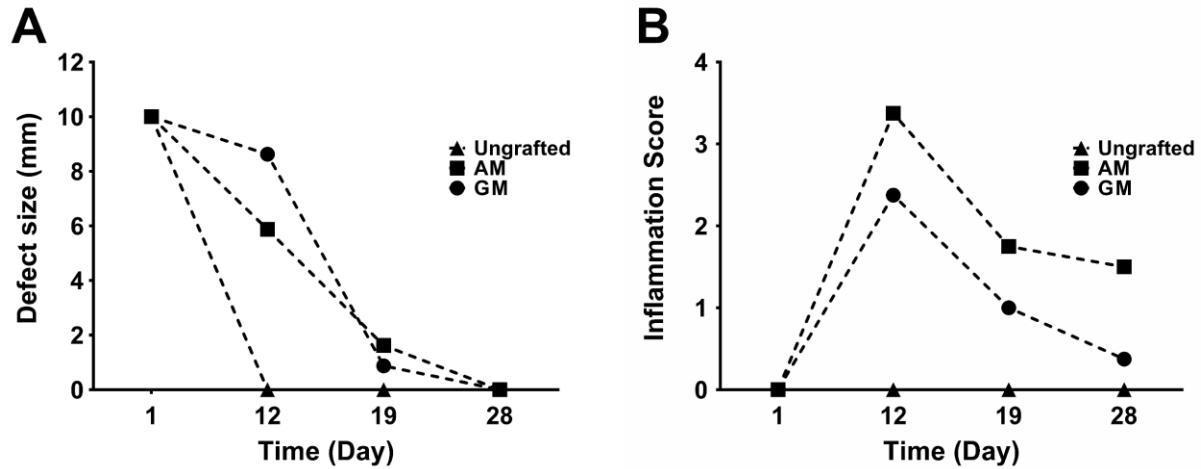 A
Defect size (mm)
12
10
8
6
4
2
0
1 12 19 28
Time (Day)
Ungrafted
AM
GM
B
Inflammation Score
4
3
2
1
0
1 12 19 28
Time (Day)
Ungrafted
AM
GM